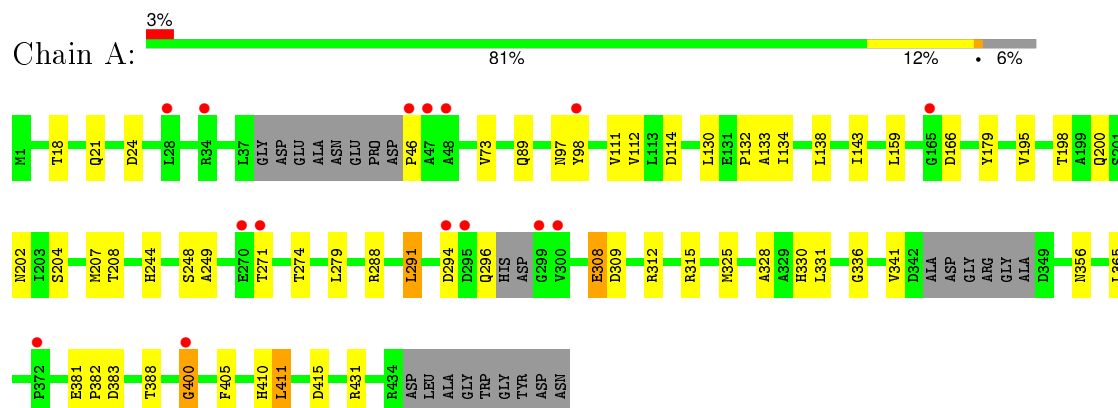 3%
Chain A:
81% 12% • 6%
M1 T18 Q21 D24 L28 R34 L37 GLY ASP GLU ALA ASN GLU PRO ASP P46 A47 A48 V73 Q89 N97 Y98 V111 V112 L113 D114 L130 E131 P132 A133 I134 L138 I143 L159 G165 D166 Y179 V195 T198 A199 Q200 S201
N202 I203 S204 M207 T208 H244 S248 A249 E270 T271 T274 L279 R288 L291 D294 D295 Q296 HIS ASP G299 V300 E308 D309 R312 R315 M325 A328 A329 H330 L331 G336 V341 D342 ALA ASP GLY ARG GLY ALA D349 N356 L365
P372 E381 P382 D383 T388 G400 F405 H410 L411 D415 R431 R434 ASP LEU ALA GLY TRP GLY TYR ASP ASN